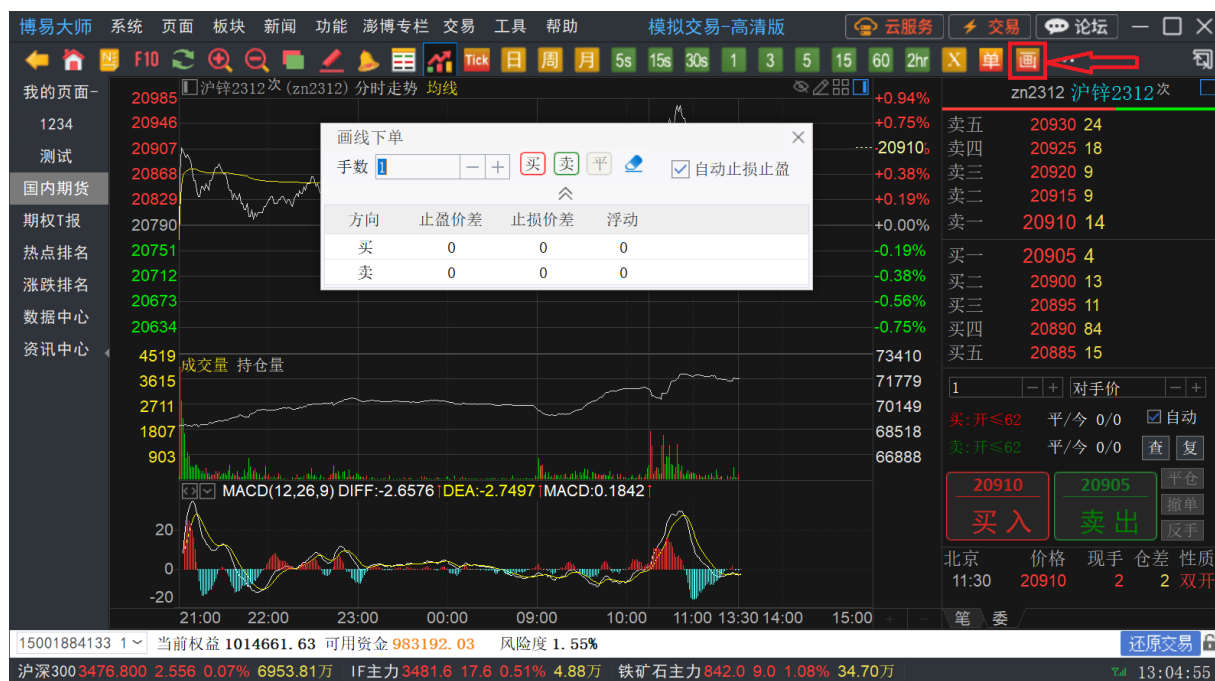 博易大师 系统 页面 板块 新闻 功能 澎博专栏 交易 工具 帮助 模拟交易-高清版 云服务 交易 论坛
F10 Tick 日 周 月 5s 15s 30s 1 3 5 15 60 2hr X 单 画
我的页面-
1234
测试
国内期货
期权T报
热点排名
涨跌排名
数据中心
资讯中心
沪锌2312次 (zn2312) 分时走势 均线
20985
20946
20907
20868
20829
20790
20751
20712
20673
20634
+0.94%
+0.75%
20910
+0.38%
+0.19%
+0.00%
-0.19%
-0.38%
-0.56%
-0.75%
画线下单
手数 1 — + 买 卖 平 自动止损止盈
方向 止盈价差 止损价差 浮动
买 0 0 0
卖 0 0 0
成交量 持仓量
4519
3615
2711
1807
903
73410
71779
70149
68518
66888
MACD(12,26,9) DIFF:-2.6576↑DEA:-2.7497↑MACD:0.1842↑
20
0
-20
21:00 22:00 23:00 00:00 09:00 10:00 11:00 13:30 14:00 15:00 + −
zn2312 沪锌2312次
卖五 20930 24
卖四 20925 18
卖三 20920 9
卖二 20915 9
卖一 20910 14
买一 20905 4
买二 20900 13
买三 20895 11
买四 20890 84
买五 20885 15
1 − + 对手价 − +
买:开≤62 平/今 0/0 自动
卖:开≤62 平/今 0/0 查 复
20910 买入
20905 卖出
平仓
撤单
反手
北京 价格 现手 仓差 性质
11:30 20910 2 2 双开
笔 委
15001884133 1 当前权益 1014661.63 可用资金 983192.03 风险度 1.55% 还原交易
沪深300 3476.800 2.556 0.07% 6953.81万 IF主力 3481.6 17.6 0.51% 4.88万 铁矿石主力 842.0 9.0 1.08% 34.70万 13:04:55